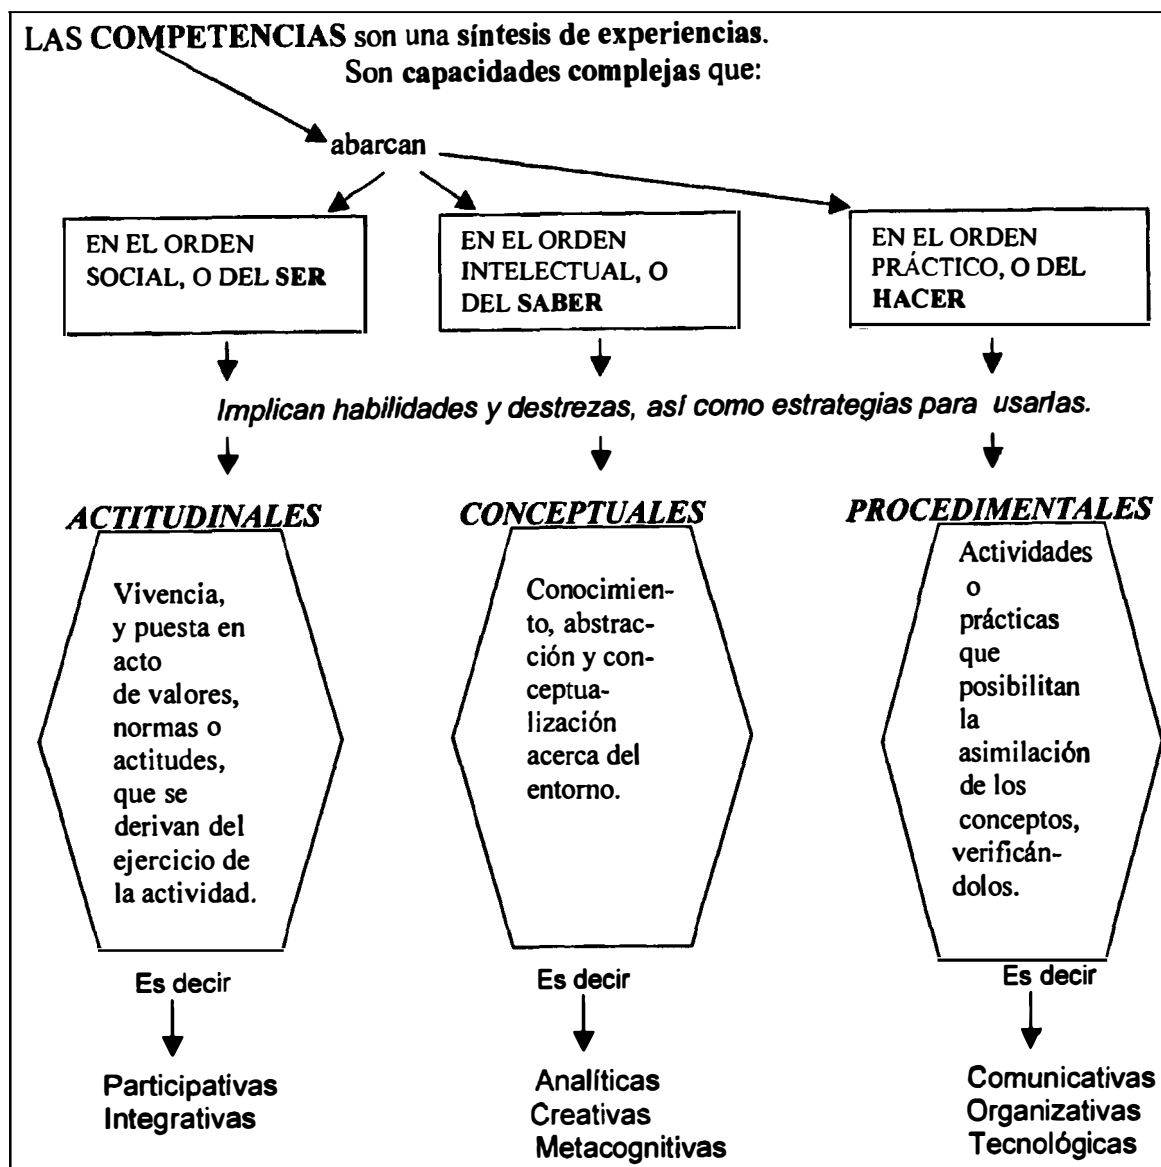 LAS COMPETENCIAS son una síntesis de experiencias.
Son capacidades complejas que:
abarcan
EN EL ORDEN
SOCIAL, O DEL SER
EN EL ORDEN
INTELECTUAL, O
DEL SABER
EN EL ORDEN
PRÁCTICO, O DEL
HACER
Implican habilidades y destrezas, así como estrategias para usarlas.
ACTITUDINALES
Vivencia,
y puesta en
acto
de valores,
normas o
actitudes,
que se
derivan del
ejercicio de
la actividad.
Es decir
Participativas
Integrativas
CONCEPTUALES
Conocimien-
to, abstrac-
ción y con-
ceptua-
lización
acerca del
entorno.
Es decir
Analíticas
Creativas
Metacognitivas
PROCEDIMENTALES
Actividades
o
prácticas
que
posibilitan
la
asimilación
de los
conceptos,
verificán-
dolos.
Es decir
Comunicativas
Organizativas
Tecnológicas